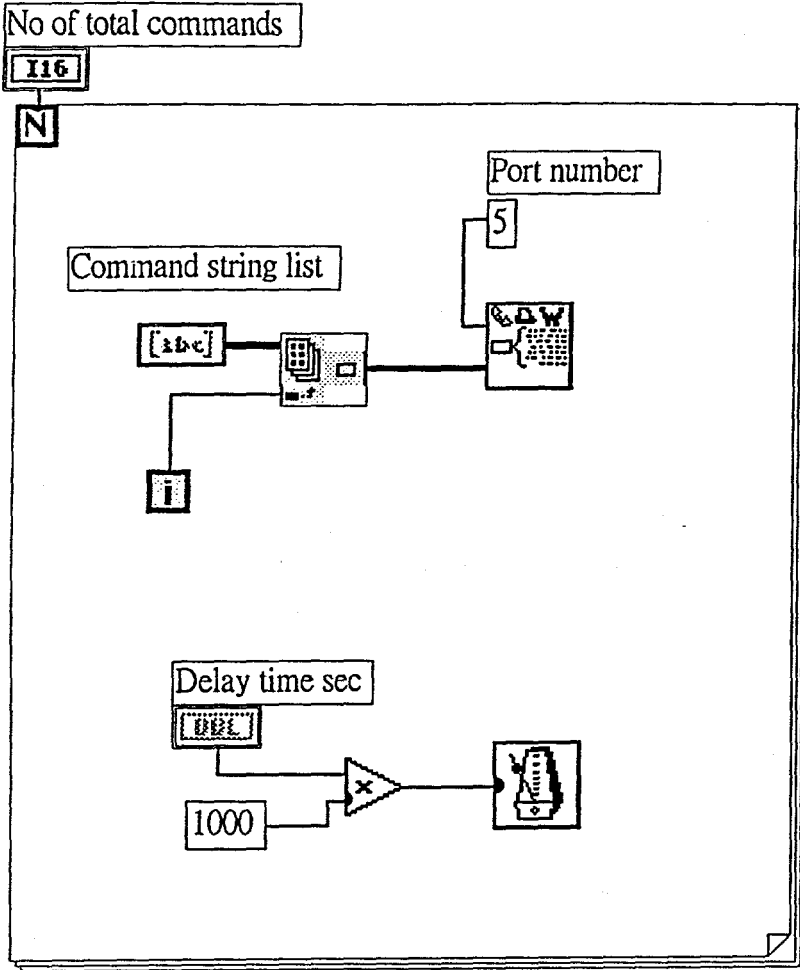 No of total commands
I16
N
Port number
5
Command string list
[abc]
i
Delay time sec
DBL
×
1000